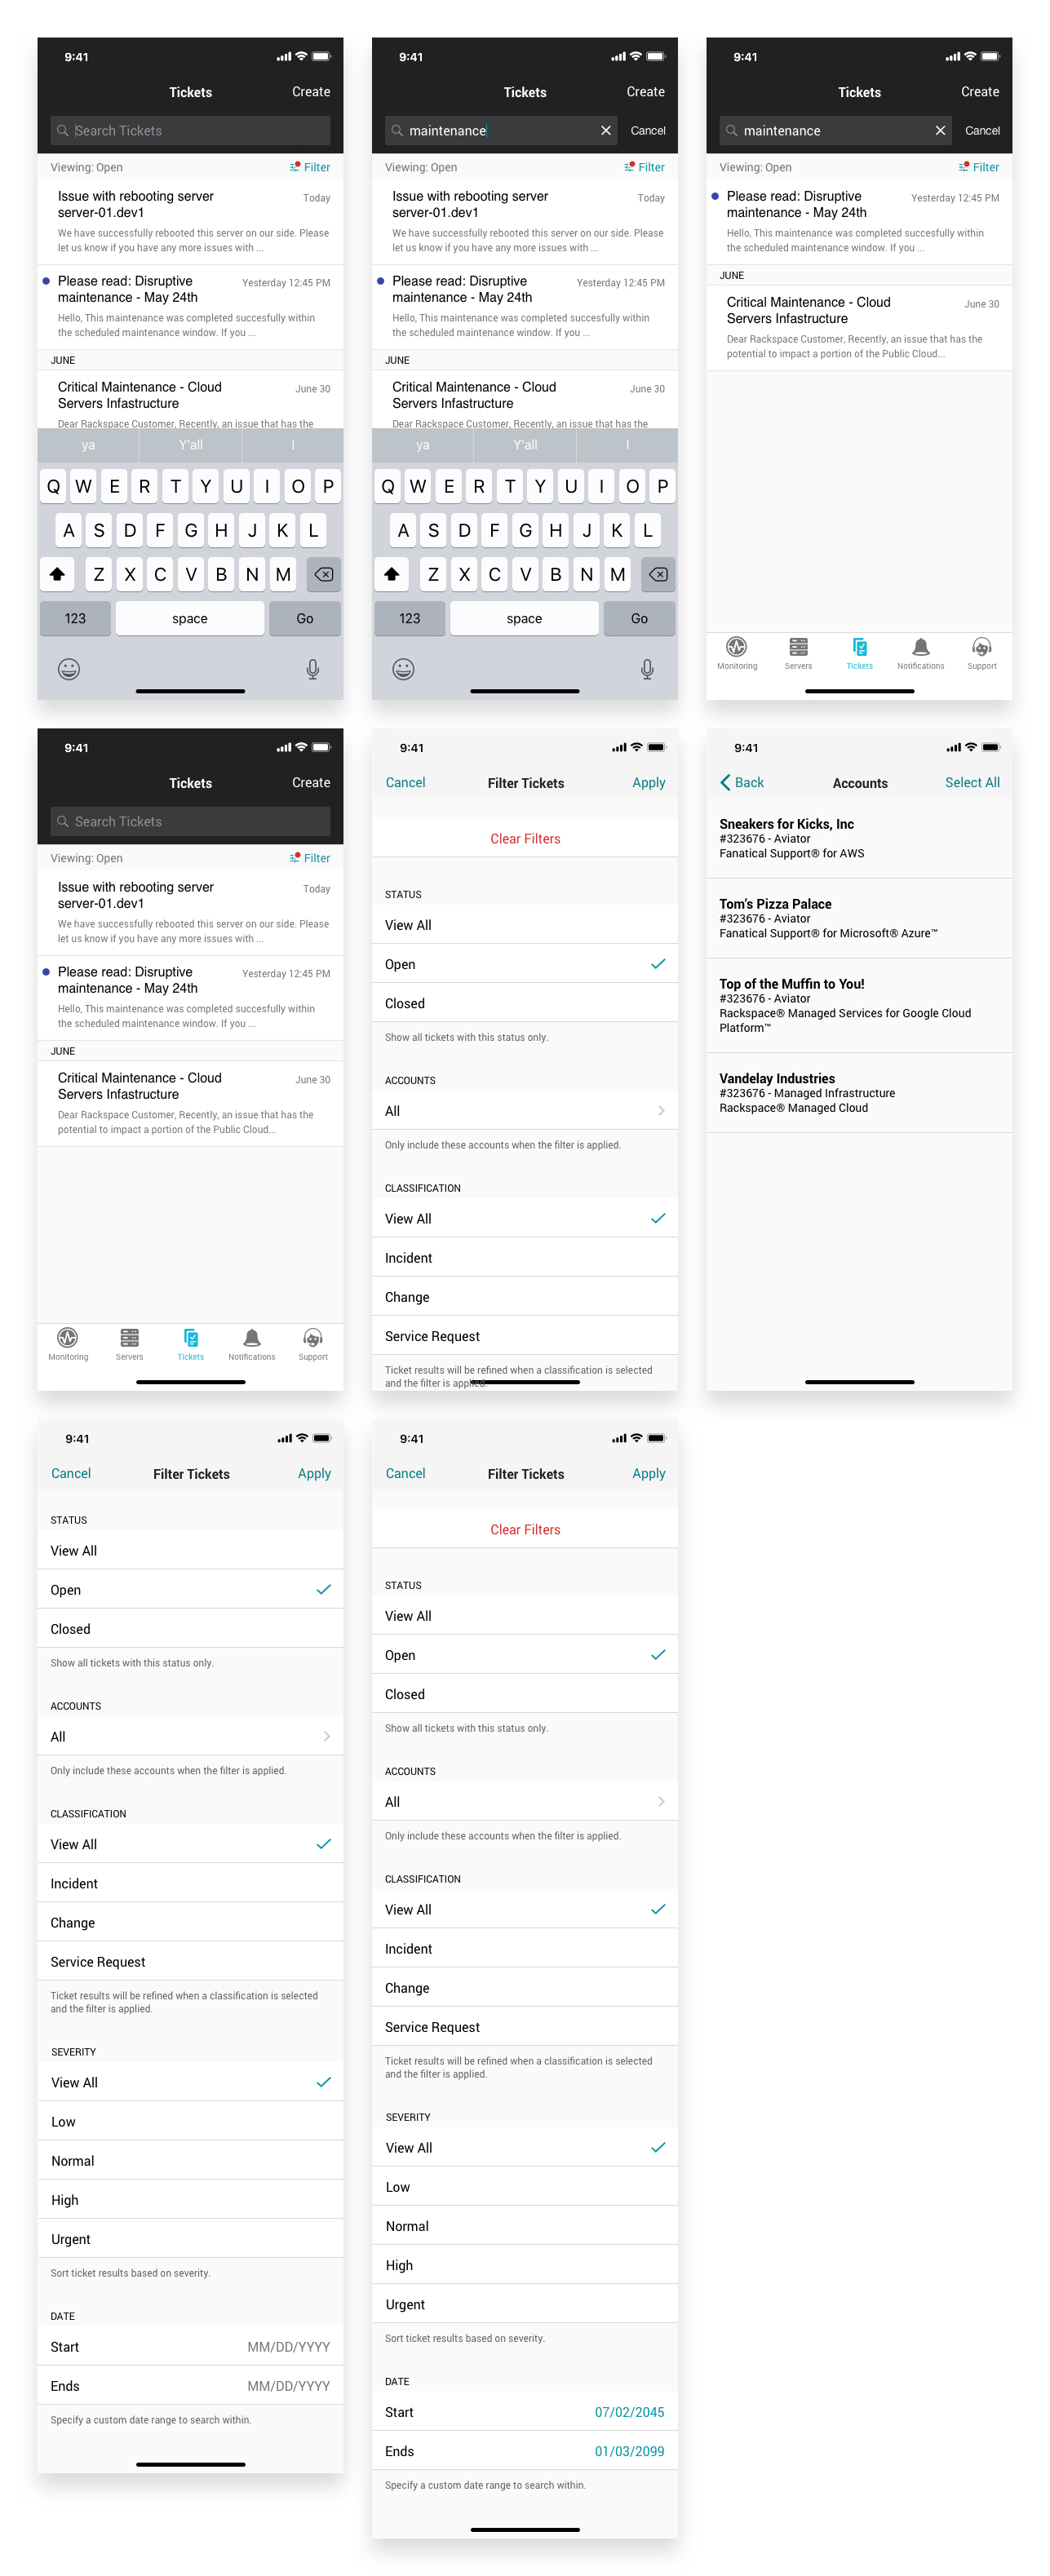 9:41
Tickets
Create
Search Tickets
Viewing: Open
Filter
Issue with rebooting server
server-01.dev1
Today
We have successfully rebooted this server on our side. Please
let us know if you have any more issues with ...
Please read: Disruptive
maintenance - May 24th
Yesterday 12:45 PM
Hello, This maintenance was completed succesfully within
the scheduled maintenance window. If you ...
JUNE
Critical Maintenance - Cloud
Servers Infastructure
June 30
Dear Rackspace Customer, Recently, an issue that has the
ya
Y'all
I
Q W E R T Y U I O P
A S D F G H J K L
Z X C V B N M
123
space
Go
9:41
Tickets
Create
maintenance
Cancel
Viewing: Open
Filter
Issue with rebooting server
server-01.dev1
Today
We have successfully rebooted this server on our side. Please
let us know if you have any more issues with ...
Please read: Disruptive
maintenance - May 24th
Yesterday 12:45 PM
Hello, This maintenance was completed succesfully within
the scheduled maintenance window. If you ...
JUNE
Critical Maintenance - Cloud
Servers Infastructure
June 30
Dear Rackspace Customer, Recently, an issue that has the
ya
Y'all
I
Q W E R T Y U I O P
A S D F G H J K L
Z X C V B N M
123
space
Go
9:41
Tickets
Create
maintenance
Cancel
Viewing: Open
Filter
Please read: Disruptive
maintenance - May 24th
Yesterday 12:45 PM
Hello, This maintenance was completed succesfully within
the scheduled maintenance window. If you ...
JUNE
Critical Maintenance - Cloud
Servers Infastructure
June 30
Dear Rackspace Customer, Recently, an issue that has the
potential to impact a portion of the Public Cloud...
Monitoring
Servers
Tickets
Notifications
Support
9:41
Tickets
Create
Search Tickets
Viewing: Open
Filter
Issue with rebooting server
server-01.dev1
Today
We have successfully rebooted this server on our side. Please
let us know if you have any more issues with ...
Please read: Disruptive
maintenance - May 24th
Yesterday 12:45 PM
Hello, This maintenance was completed succesfully within
the scheduled maintenance window. If you ...
JUNE
Critical Maintenance - Cloud
Servers Infastructure
June 30
Dear Rackspace Customer, Recently, an issue that has the
potential to impact a portion of the Public Cloud...
Monitoring
Servers
Tickets
Notifications
Support
9:41
Cancel
Filter Tickets
Apply
Clear Filters
STATUS
View All
Open
Closed
Show all tickets with this status only.
ACCOUNTS
All
Only include these accounts when the filter is applied.
CLASSIFICATION
View All
Incident
Change
Service Request
Ticket results will be refined when a classification is selected
and the filter is applied.
9:41
Back
Accounts
Select All
Sneakers for Kicks, Inc
#323676 - Aviator
Fanatical Support® for AWS
Tom's Pizza Palace
#323676 - Aviator
Fanatical Support® for Microsoft® Azure™
Top of the Muffin to You!
#323676 - Aviator
Rackspace® Managed Services for Google Cloud
Platform™
Vandelay Industries
#323676 - Managed Infrastructure
Rackspace® Managed Cloud
9:41
Cancel
Filter Tickets
Apply
STATUS
View All
Open
Closed
Show all tickets with this status only.
ACCOUNTS
All
Only include these accounts when the filter is applied.
CLASSIFICATION
View All
Incident
Change
Service Request
Ticket results will be refined when a classification is selected
and the filter is applied.
SEVERITY
View All
Low
Normal
High
Urgent
Sort ticket results based on severity.
DATE
Start
MM/DD/YYYY
Ends
MM/DD/YYYY
Specify a custom date range to search within.
9:41
Cancel
Filter Tickets
Apply
Clear Filters
STATUS
View All
Open
Closed
Show all tickets with this status only.
ACCOUNTS
All
Only include these accounts when the filter is applied.
CLASSIFICATION
View All
Incident
Change
Service Request
Ticket results will be refined when a classification is selected
and the filter is applied.
SEVERITY
View All
Low
Normal
High
Urgent
Sort ticket results based on severity.
DATE
Start
07/02/2045
Ends
01/03/2099
Specify a custom date range to search within.